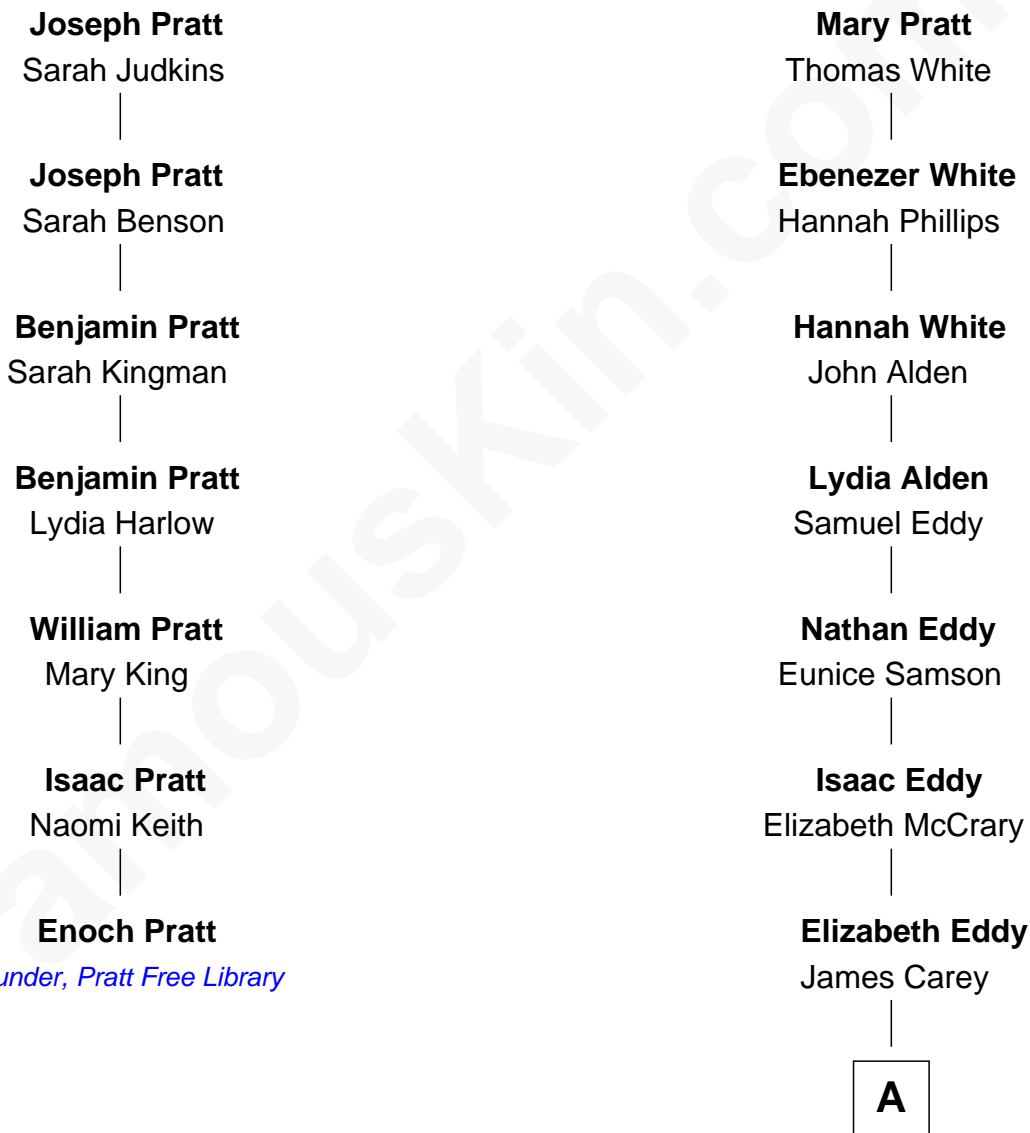 Joseph Pratt
Sarah Judkins
Joseph Pratt
Sarah Benson
Benjamin Pratt
Sarah Kingman
Benjamin Pratt
Lydia Harlow
William Pratt
Mary King
Isaac Pratt
Naomi Keith
Enoch Pratt
under, Pratt Free Library
Mary Pratt
Thomas White
Ebenezer White
Hannah Phillips
Hannah White
John Alden
Lydia Alden
Samuel Eddy
Nathan Eddy
Eunice Samson
Isaac Eddy
Elizabeth McCrary
Elizabeth Eddy
James Carey
A
amouskin.com